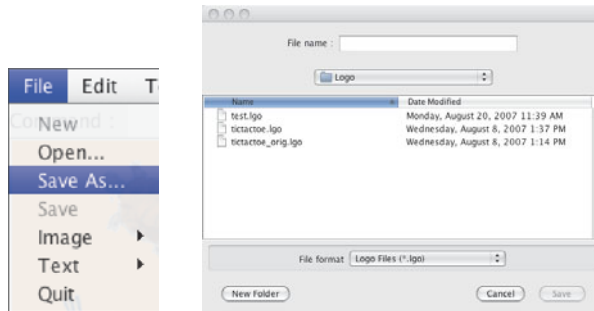 File Edit T
Command :
New
Open...
Save As...
Save
Image
Text
Quit
File name :
Logo
Name Date Modified
test.lgo Monday, August 20, 2007 11:39 AM
tictactoe.lgo Wednesday, August 8, 2007 1:37 PM
tictactoe_orig.lgo Wednesday, August 8, 2007 1:14 PM
File format Logo Files (*.lgo)
New Folder Cancel Save